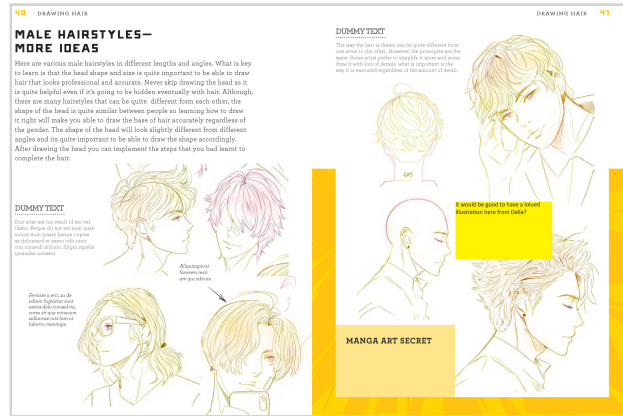 40 DRAWING HAIR
DRAWING HAIR 41
MALE HAIRSTYLES—
MORE IDEAS
Here are various male hairstyles in different lengths and angles. What is key
to learn is that the head shape and size is quite important to be able to draw
hair that looks professional and accurate. Never skip drawing the head as it
is quite helpful even if it's going to be hidden eventually with hair. Although,
there are many hairstyles that can be quite different form each other, the
shape of the head is quite similar between people so learning how to draw
it right will make you able to draw the base of hair accurately regardless of
the gender. The shape of the head will look slightly different from different
angles and its quite important to be able to draw the shape accordingly.
After drawing the head you can implement the steps that you had learnt to
complete the hair.
DUMMY TEXT
Aliquiaspicat
Fernate a erit, as de
DUMMY TEXT
The way the hair is drawn can be quite different from
one artist to the other. However, the principles are the
same. Some artist prefer to simplify it more and some
draw it with lots of details. what is important is the
way it is executed regardless of the amount of detail.
it would be good to have a lolued
illustration here from Dalia?
MANGA ART SECRET